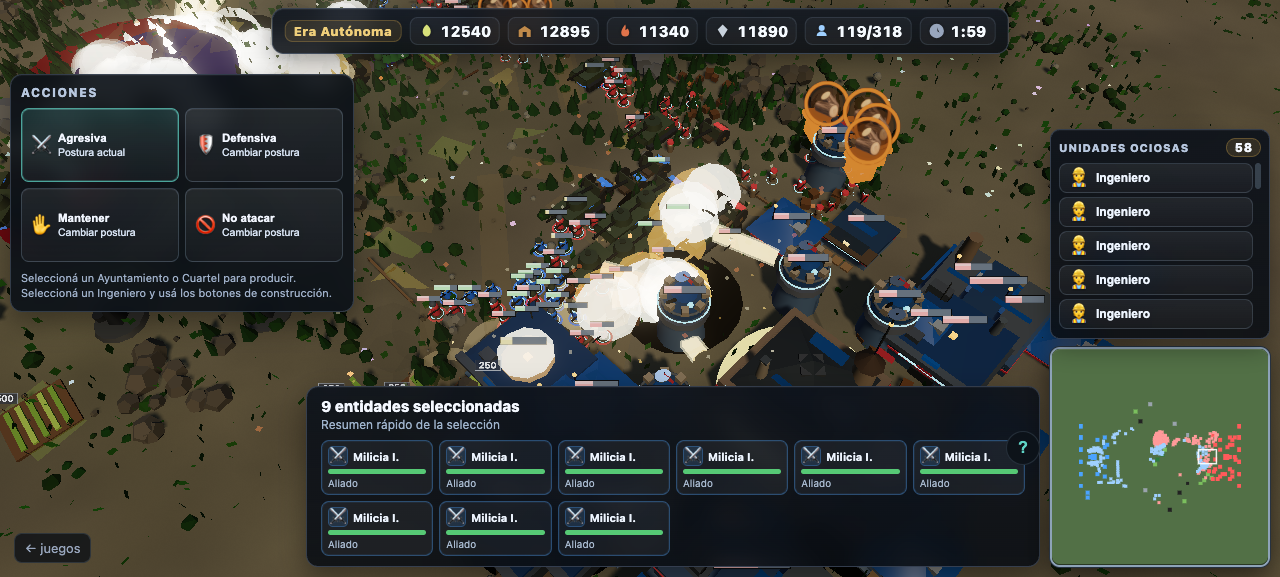 Era Autónoma
12540
12895
11340
11890
119/318
1:59
ACCIONES
Agresiva
Postura actual
Defensiva
Cambiar postura
Mantener
Cambiar postura
No atacar
Cambiar postura
Seleccioná un Ayuntamiento o Cuartel para producir.
Seleccioná un Ingeniero y usá los botones de construcción.
UNIDADES OCIOSAS
58
Ingeniero
Ingeniero
Ingeniero
Ingeniero
Ingeniero
250
9 entidades seleccionadas
Resumen rápido de la selección
?
Milicia I.
Aliado
Milicia I.
Aliado
Milicia I.
Aliado
Milicia I.
Aliado
Milicia I.
Aliado
Milicia I.
Aliado
Milicia I.
Aliado
Milicia I.
Aliado
Milicia I.
Aliado
← juegos